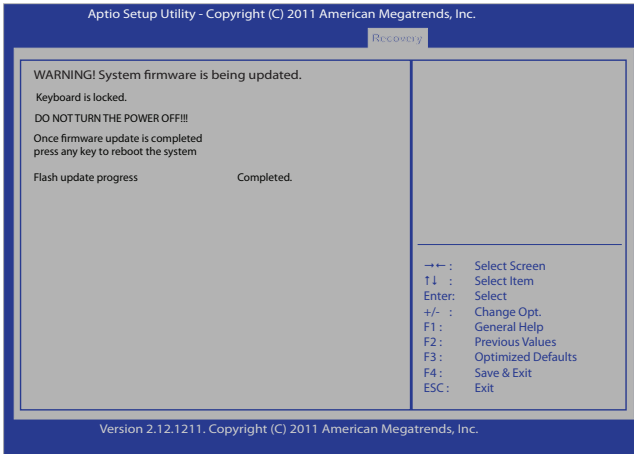 Aptio Setup Utility - Copyright (C) 2011 American Megatrends, Inc.
Recovery
WARNING! System firmware is being updated.
Keyboard is locked.
DO NOT TURN THE POWER OFF!!!
Once firmware update is completed
press any key to reboot the system
Flash update progress Completed.
→← : Select Screen
↑↓ : Select Item
Enter: Select
+/- : Change Opt.
F1 : General Help
F2 : Previous Values
F3 : Optimized Defaults
F4 : Save & Exit
ESC : Exit
Version 2.12.1211. Copyright (C) 2011 American Megatrends, Inc.